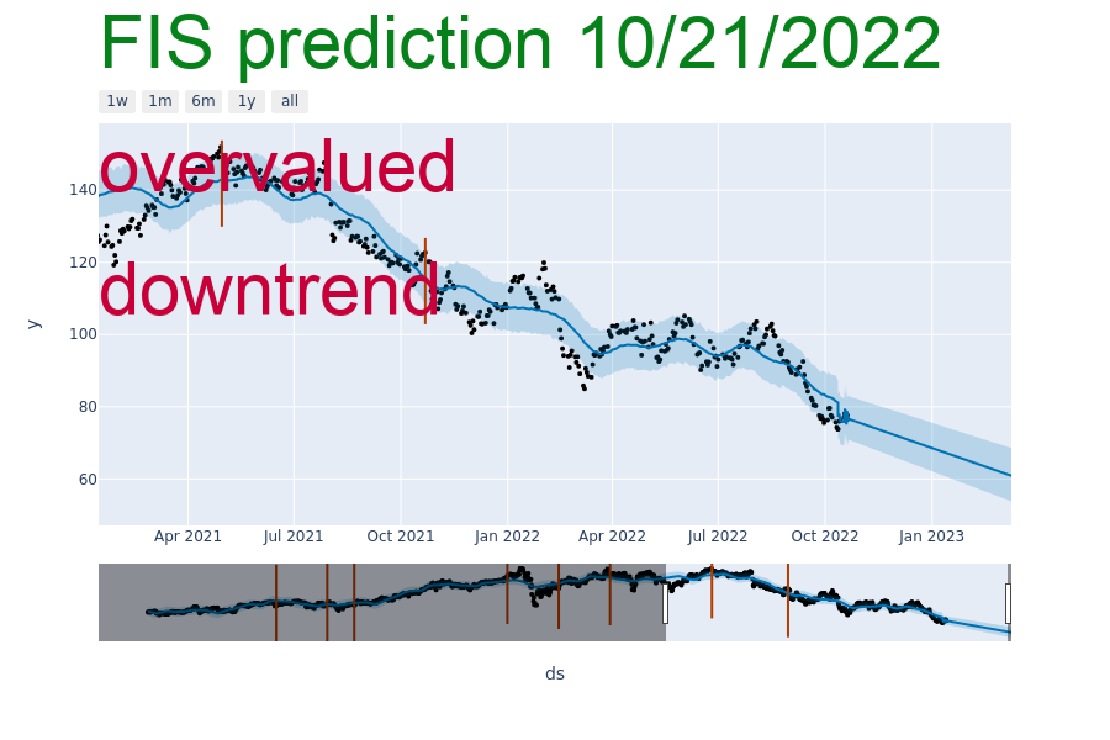 FIS prediction 10/21/2022
1w 1m 6m 1y all
overvalued
140
120
downtrend
y
100
80
60
Apr 2021 Jul 2021 Oct 2021 Jan 2022 Apr 2022 Jul 2022 Oct 2022 Jan 2023
ds